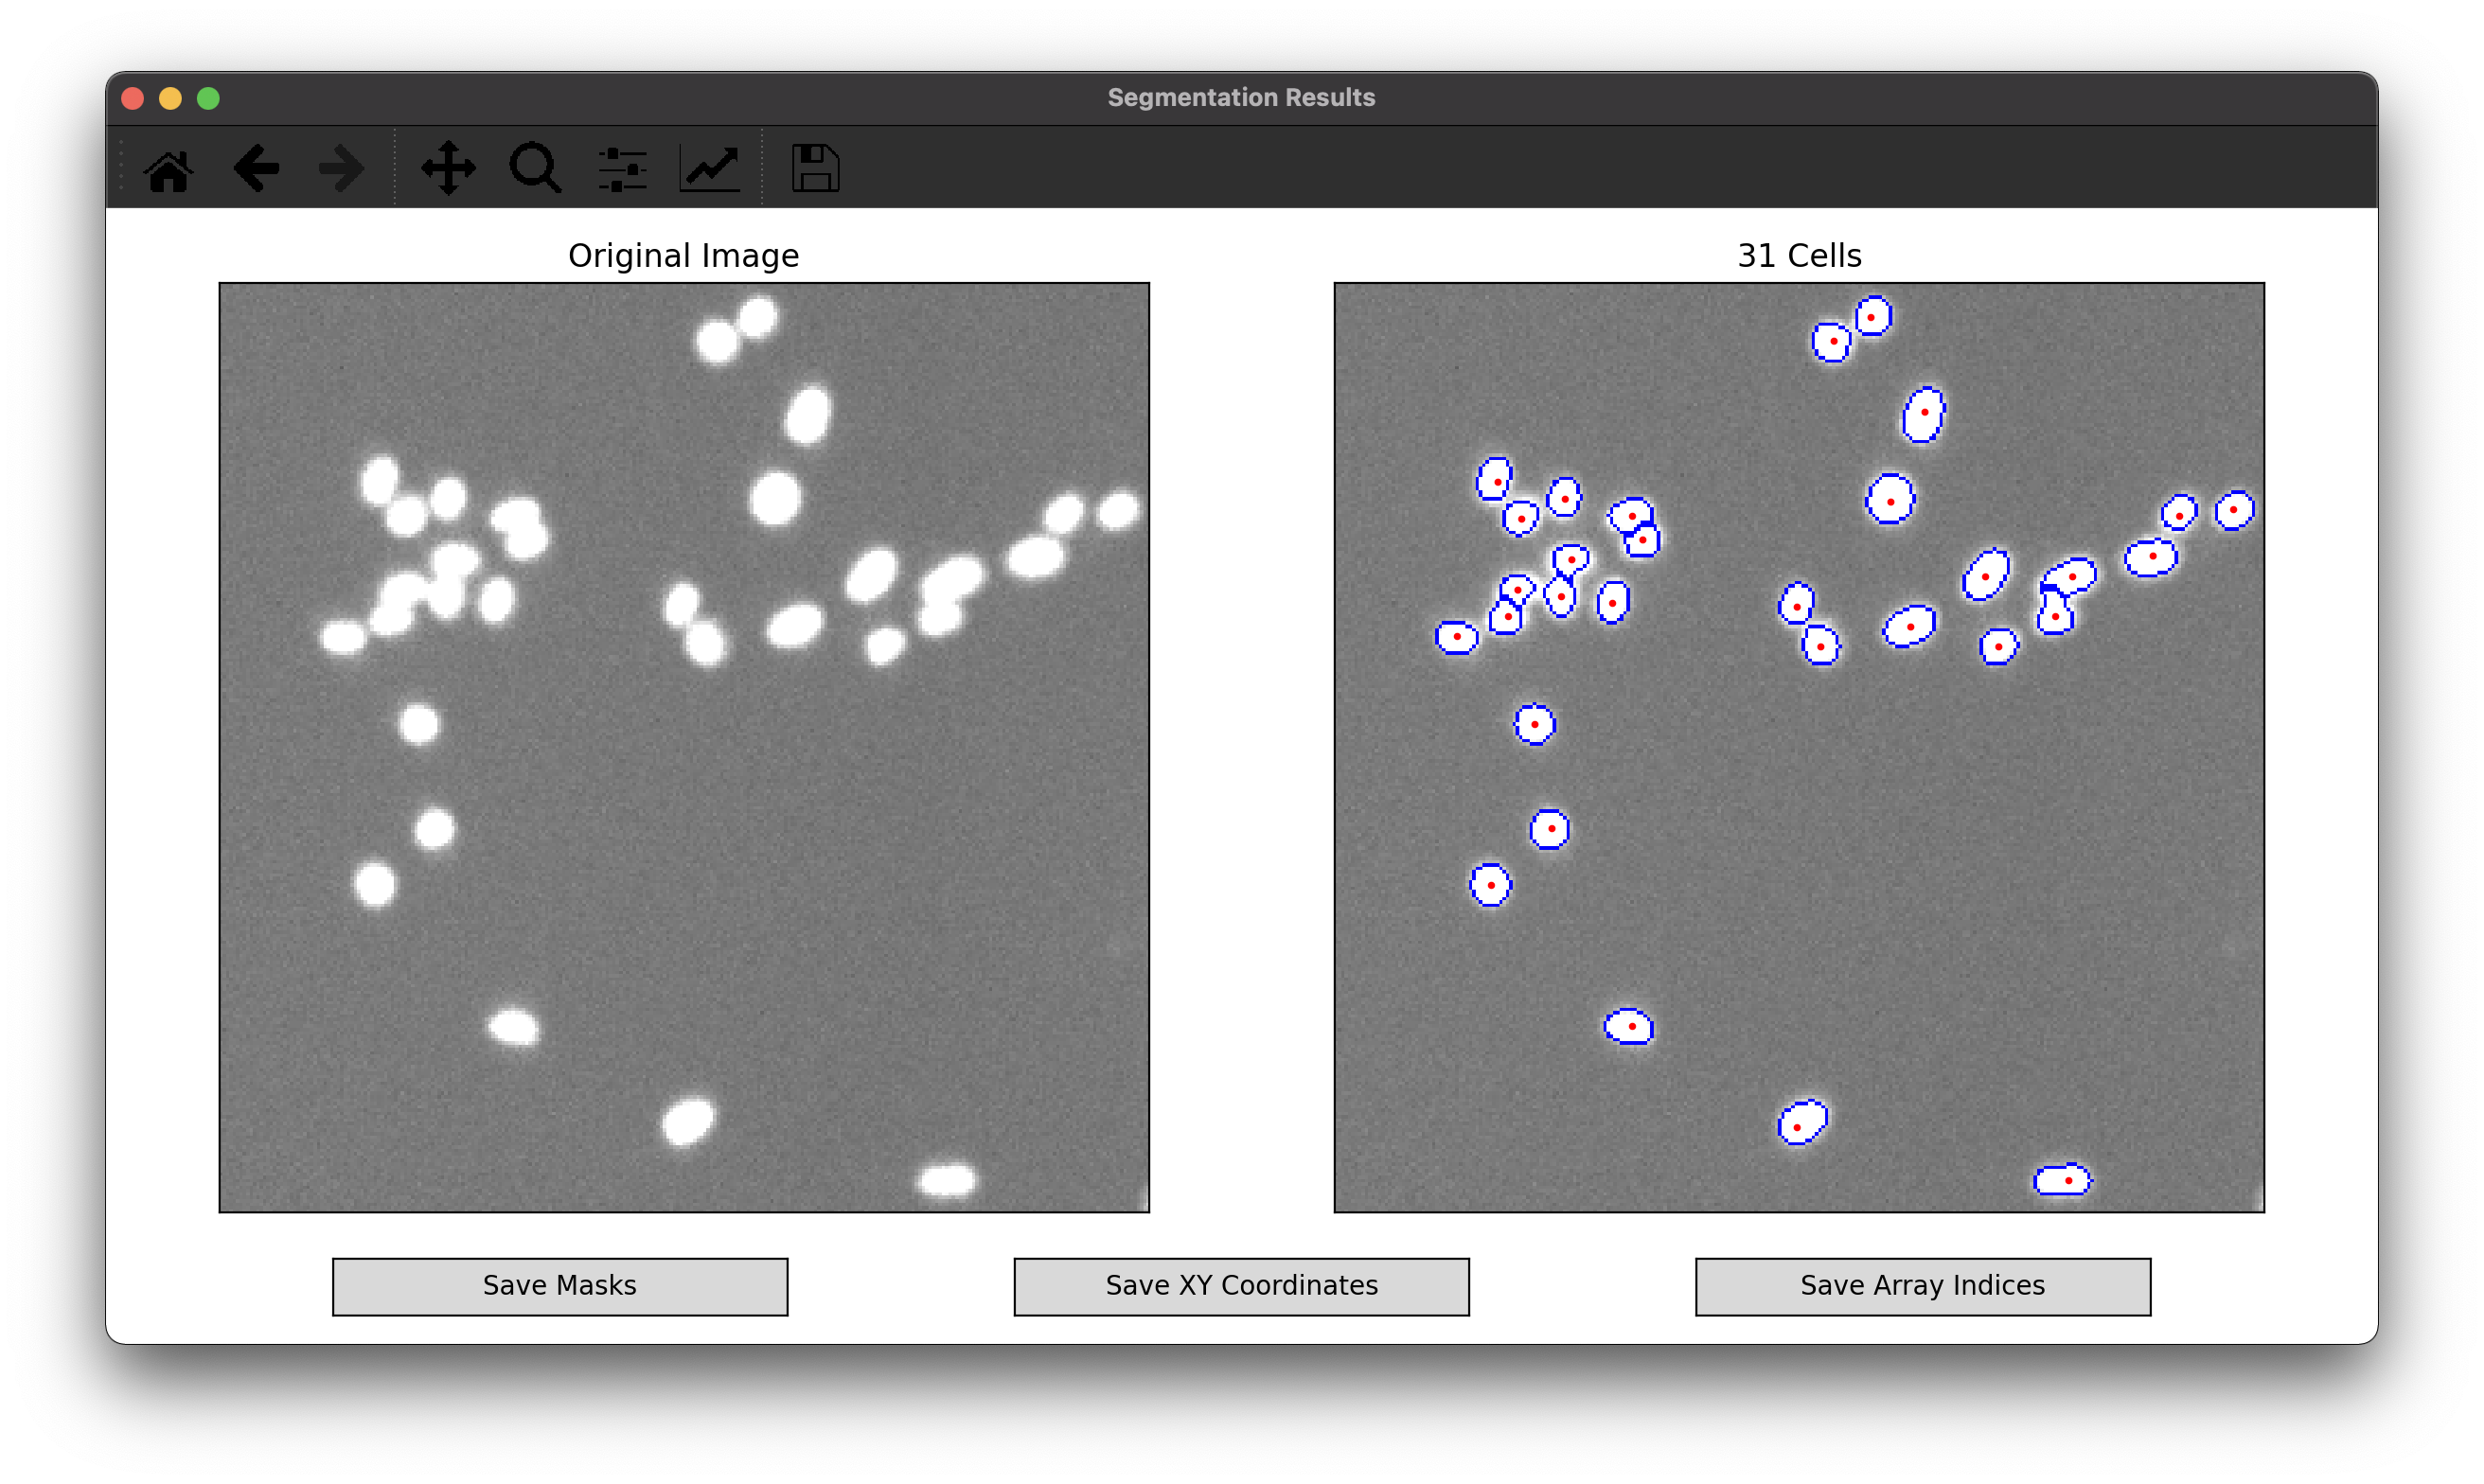 Segmentation Results
Original Image
31 Cells
Save Masks
Save XY Coordinates
Save Array Indices